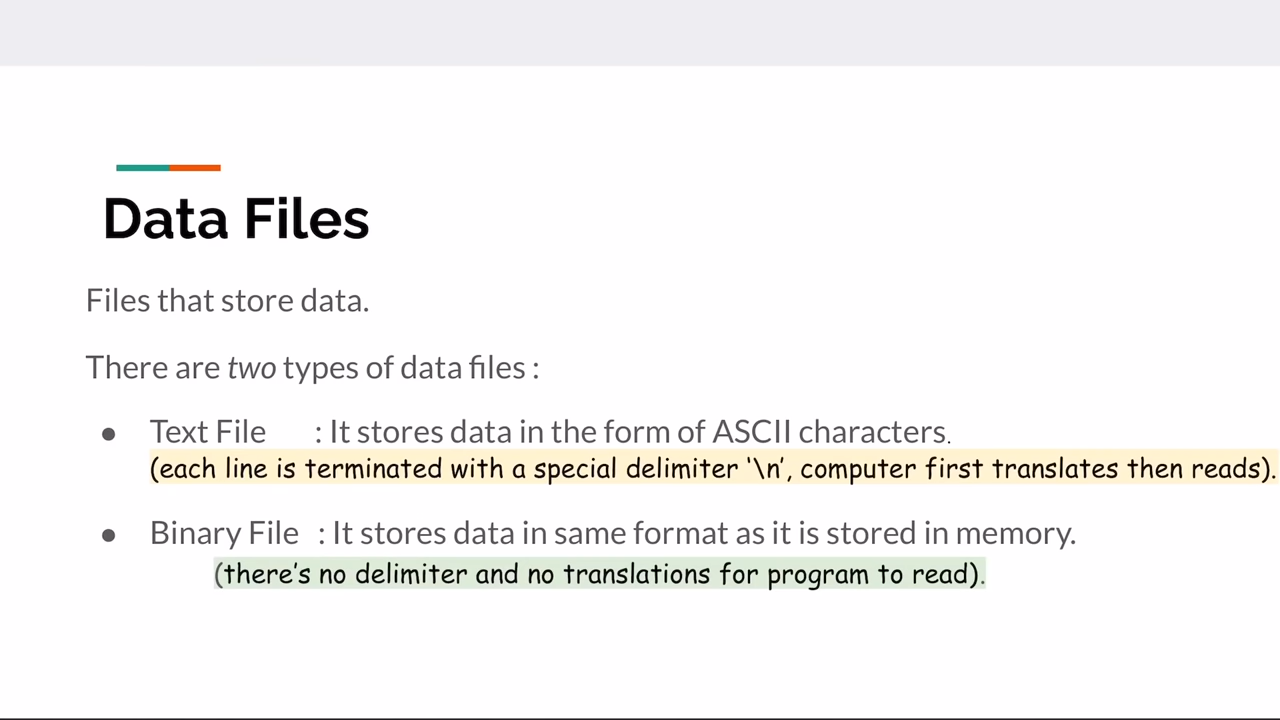 Data Files
Files that store data.
There are two types of data files :
● Text File : It stores data in the form of ASCII characters.
(each line is terminated with a special delimiter ‘\n’, computer first translates then reads).
● Binary File : It stores data in same format as it is stored in memory.
(there’s no delimiter and no translations for program to read).